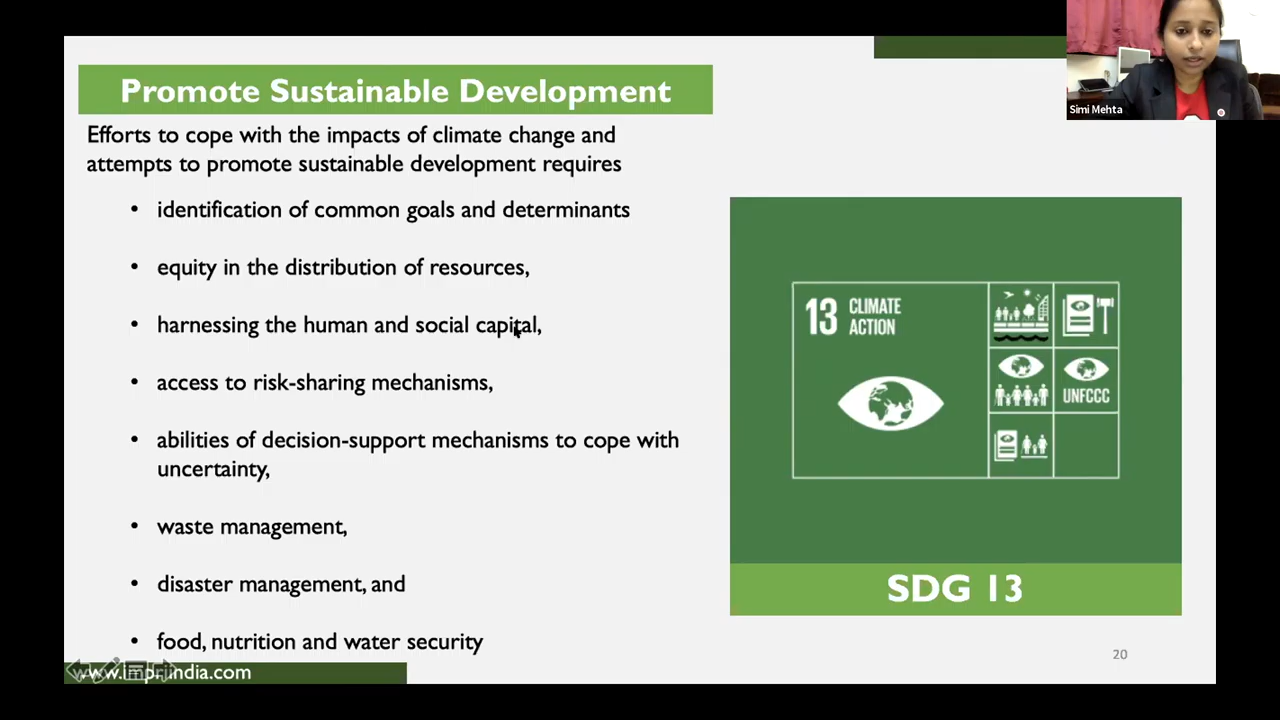 Simi Mehta
Promote Sustainable Development
Efforts to cope with the impacts of climate change and
attempts to promote sustainable development requires
• identification of common goals and determinants
• equity in the distribution of resources,
• harnessing the human and social capital,
• access to risk-sharing mechanisms,
• abilities of decision-support mechanisms to cope with
uncertainty,
• waste management,
• disaster management, and
• food, nutrition and water security
13 CLIMATE
ACTION
UNFCCC
SDG 13
20
www.impriindia.com